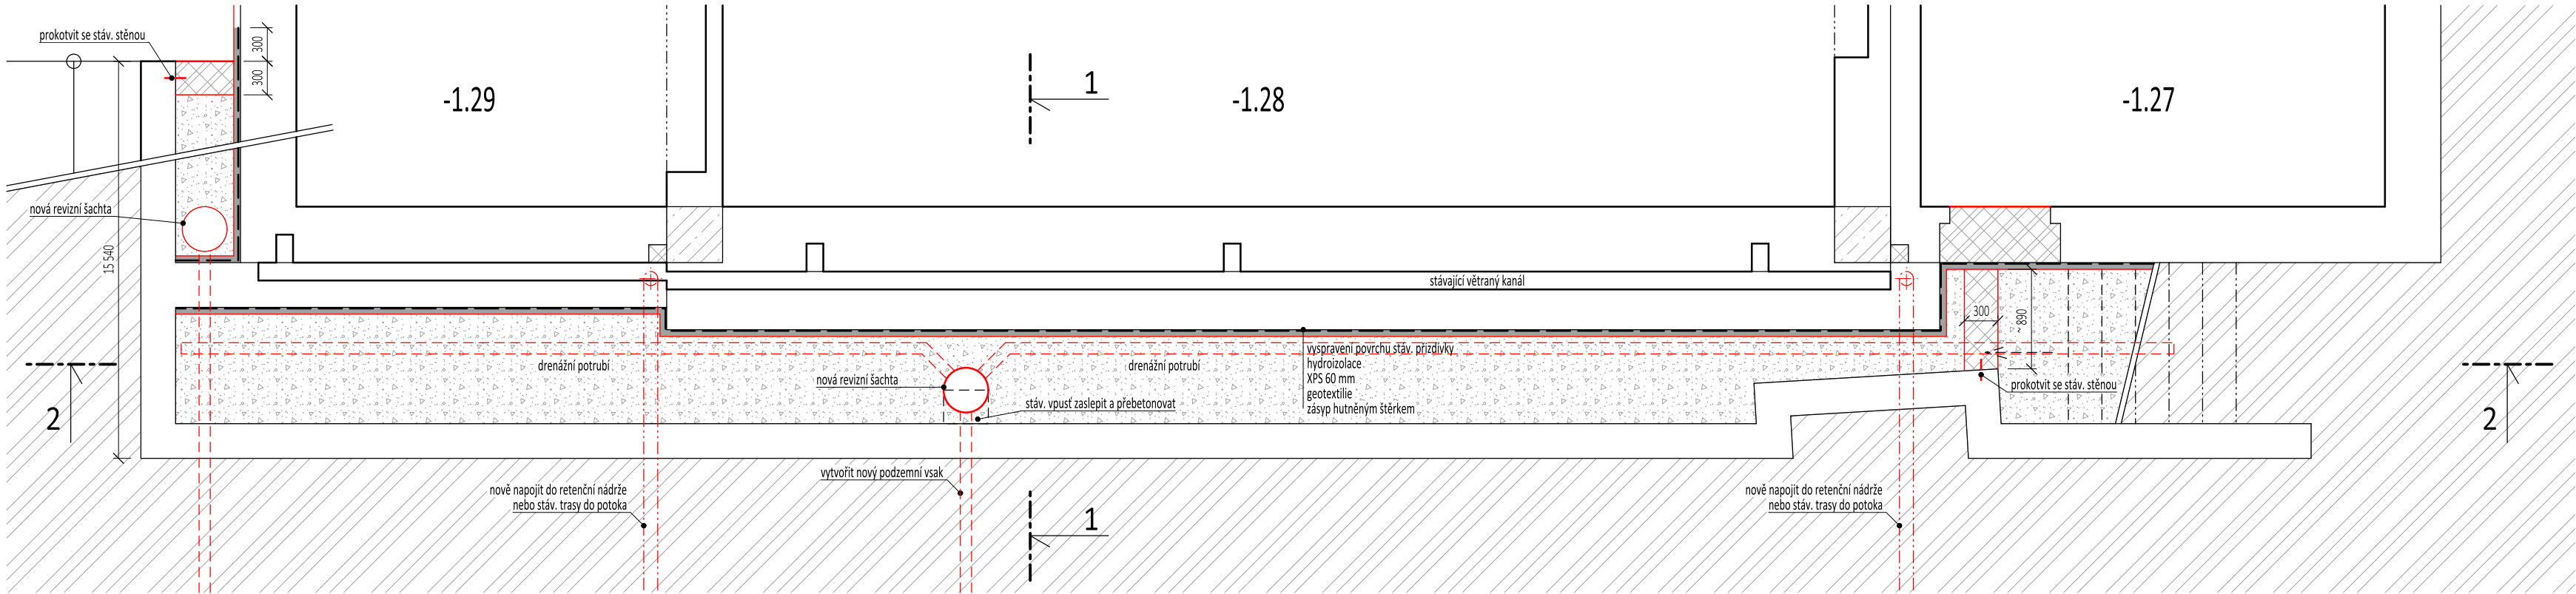 prokotvit se stáv. stěnou
300
300
-1.29
1
-1.28
-1.27
nová revizní šachta
15 540
stávající větraný kanál
300
~ 890
drenážní potrubí
drenážní potrubí
vyspravení povrchu stáv. přizdívky
hydroizolace
XPS 60 mm
geotextilie
zásyp hutněným štěrkem
nová revizní šachta
stáv. vpusť zaslepit a přebetonovat
prokotvit se stáv. stěnou
2
2
vytvořit nový podzemní vsak
nově napojit do retenční nádrže
nebo stáv. trasy do potoka
nově napojit do retenční nádrže
nebo stáv. trasy do potoka
1